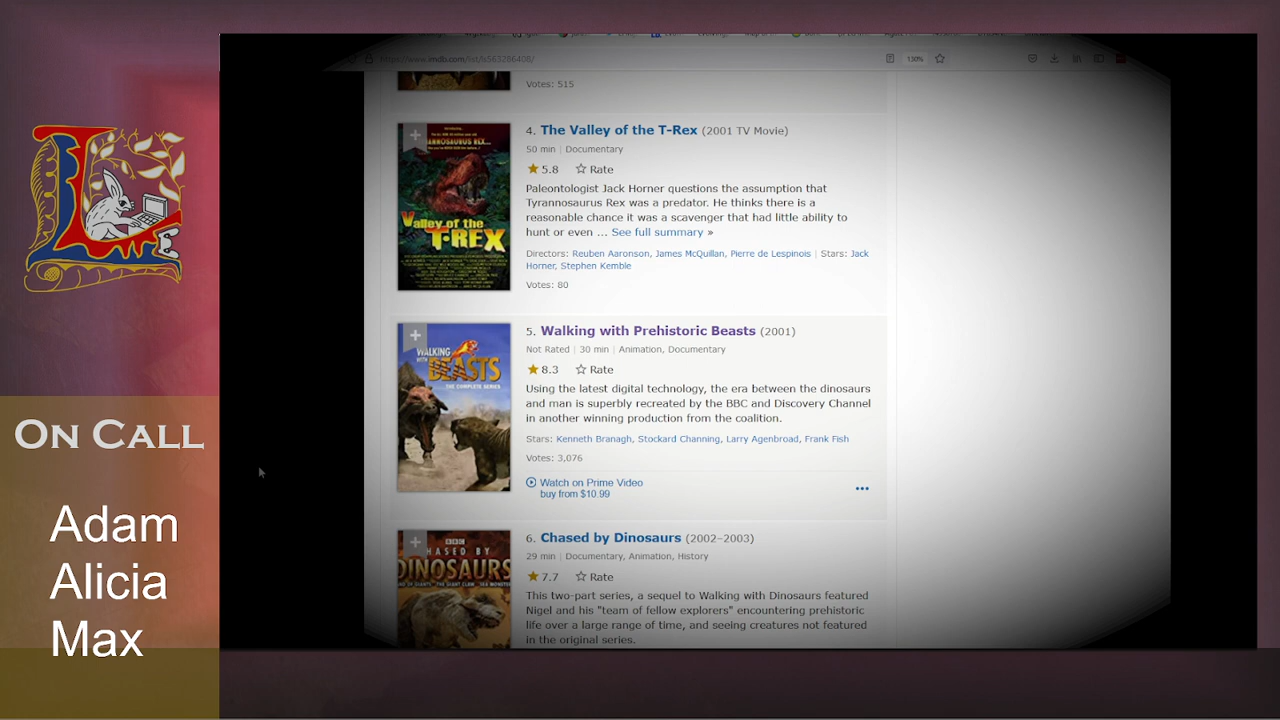 https://www.imdb.com/list/ls563286408/
130%
Votes: 515
4. The Valley of the T-Rex (2001 TV Movie)
50 min | Documentary
5.8 Rate
Paleontologist Jack Horner questions the assumption that
Tyrannosaurus Rex was a predator. He thinks there is a
reasonable chance it was a scavenger that had little ability to
hunt or even ... See full summary »
Directors: Reuben Aaronson, James McQuillan, Pierre de Lespinois | Stars: Jack
Horner, Stephen Kemble
Votes: 80
Valley of the
T-REX
5. Walking with Prehistoric Beasts (2001)
Not Rated | 30 min | Animation, Documentary
8.3 Rate
Using the latest digital technology, the era between the dinosaurs
and man is superbly recreated by the BBC and Discovery Channel
in another winning production from the coalition.
Stars: Kenneth Branagh, Stockard Channing, Larry Agenbroad, Frank Fish
Votes: 3,076
Watch on Prime Video
buy from $10.99
WALKING
WITH BEASTS
THE COMPLETE SERIES
6. Chased by Dinosaurs (2002–2003)
29 min | Documentary, Animation, History
7.7 Rate
This two-part series, a sequel to Walking with Dinosaurs featured
Nigel and his "team of fellow explorers" encountering prehistoric
life over a large range of time, and seeing creatures not featured
in the original series.
BBC
CHASED BY
DINOSAURS
ON CALL
Adam
Alicia
Max